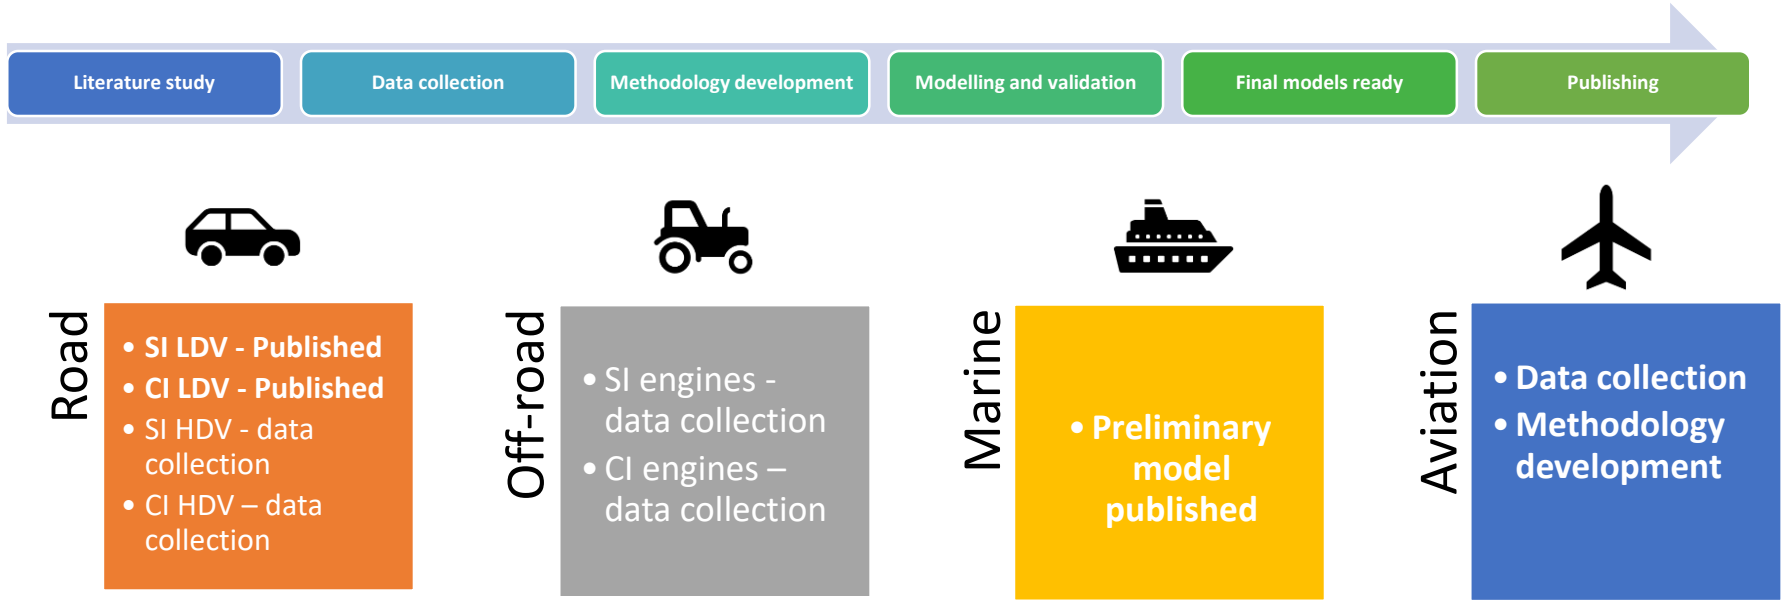 Literature study
Data collection
Methodology development
Modelling and validation
Final models ready
Publishing
Road
• SI LDV - Published
• CI LDV - Published
• SI HDV - data
collection
• CI HDV – data
collection
Off-road
• SI engines -
data collection
• CI engines –
data collection
Marine
• Preliminary
model
published
Aviation
• Data collection
• Methodology
development